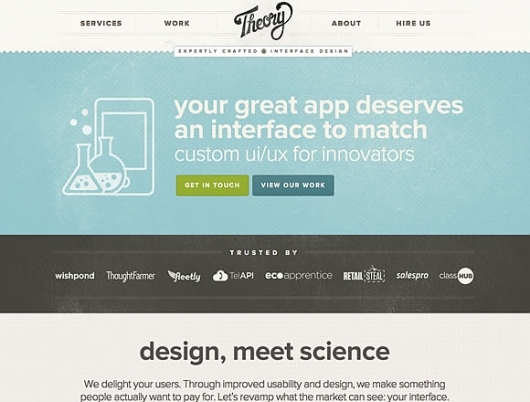 SERVICES WORK Theory ABOUT HIRE US
EXPERTLY CRAFTED INTERFACE DESIGN
your great app deserves
an interface to match
custom ui/ux for innovators
GET IN TOUCH VIEW OUR WORK
TRUSTED BY
wishpond ThoughtFarmer fleetly TelAPI ecoapprentice RETAIL STEAL salespro classHUB
design, meet science
We delight your users. Through improved usability and design, we make something
people actually want to pay for. Let's revamp what the market can see: your interface.